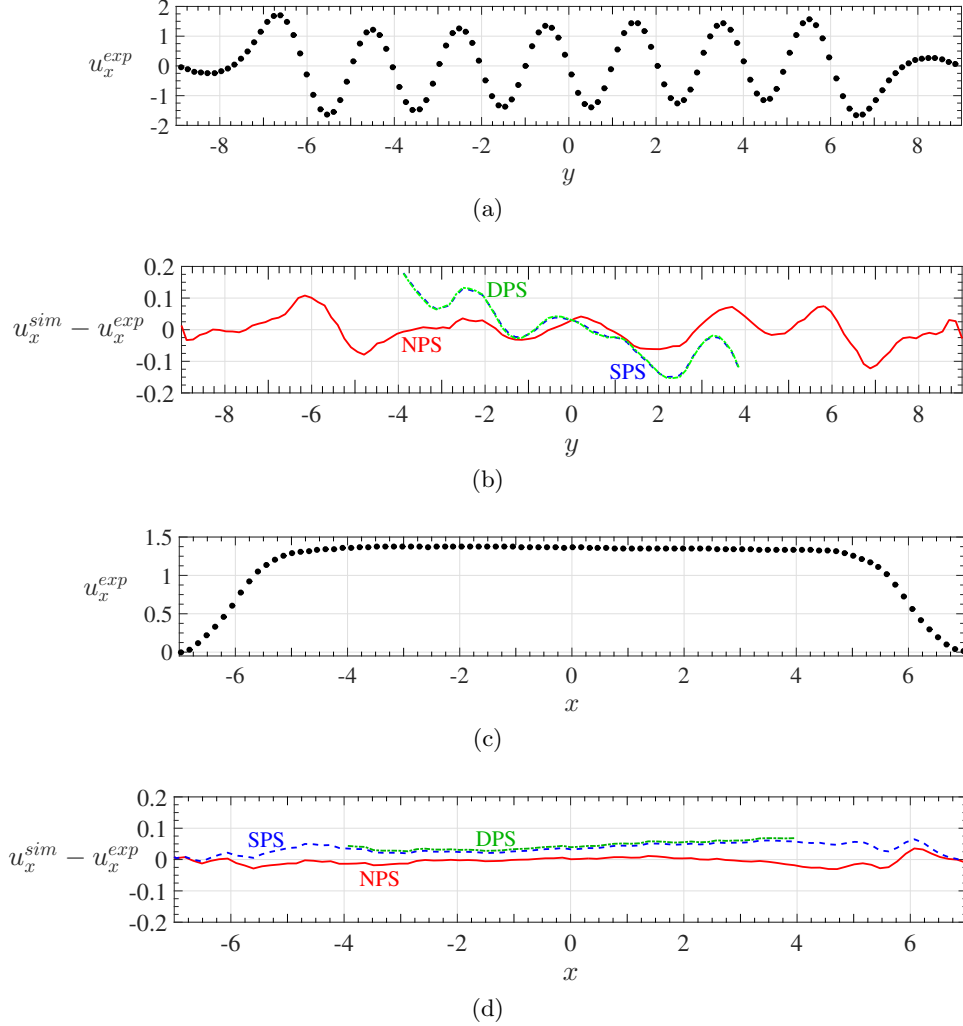 2
1
0
-1
-2
u_x^{exp}
-8 -6 -4 -2 0 2 4 6 8
y
(a)
0.2
0.1
0
-0.1
-0.2
u_x^{sim} − u_x^{exp}
DPS
NPS
SPS
-8 -6 -4 -2 0 2 4 6 8
y
(b)
1.5
1
0.5
0
u_x^{exp}
-6 -4 -2 0 2 4 6
x
(c)
0.2
0.1
0
-0.1
-0.2
u_x^{sim} − u_x^{exp}
SPS
DPS
NPS
-6 -4 -2 0 2 4 6
x
(d)